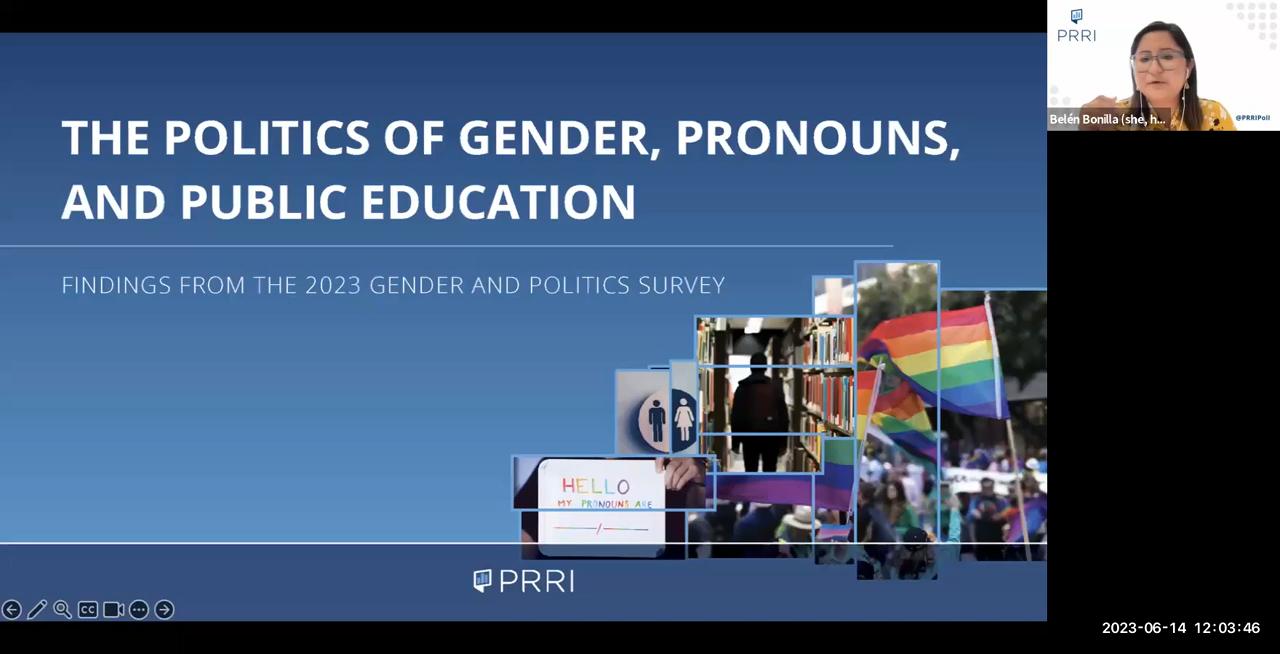 THE POLITICS OF GENDER, PRONOUNS,
AND PUBLIC EDUCATION
FINDINGS FROM THE 2023 GENDER AND POLITICS SURVEY
HELLO
MY PRONOUNS ARE
/
PRRI
CC
PRRI
Belén Bonilla (she, h...
@PRRIPoll
2023-06-14 12:03:46